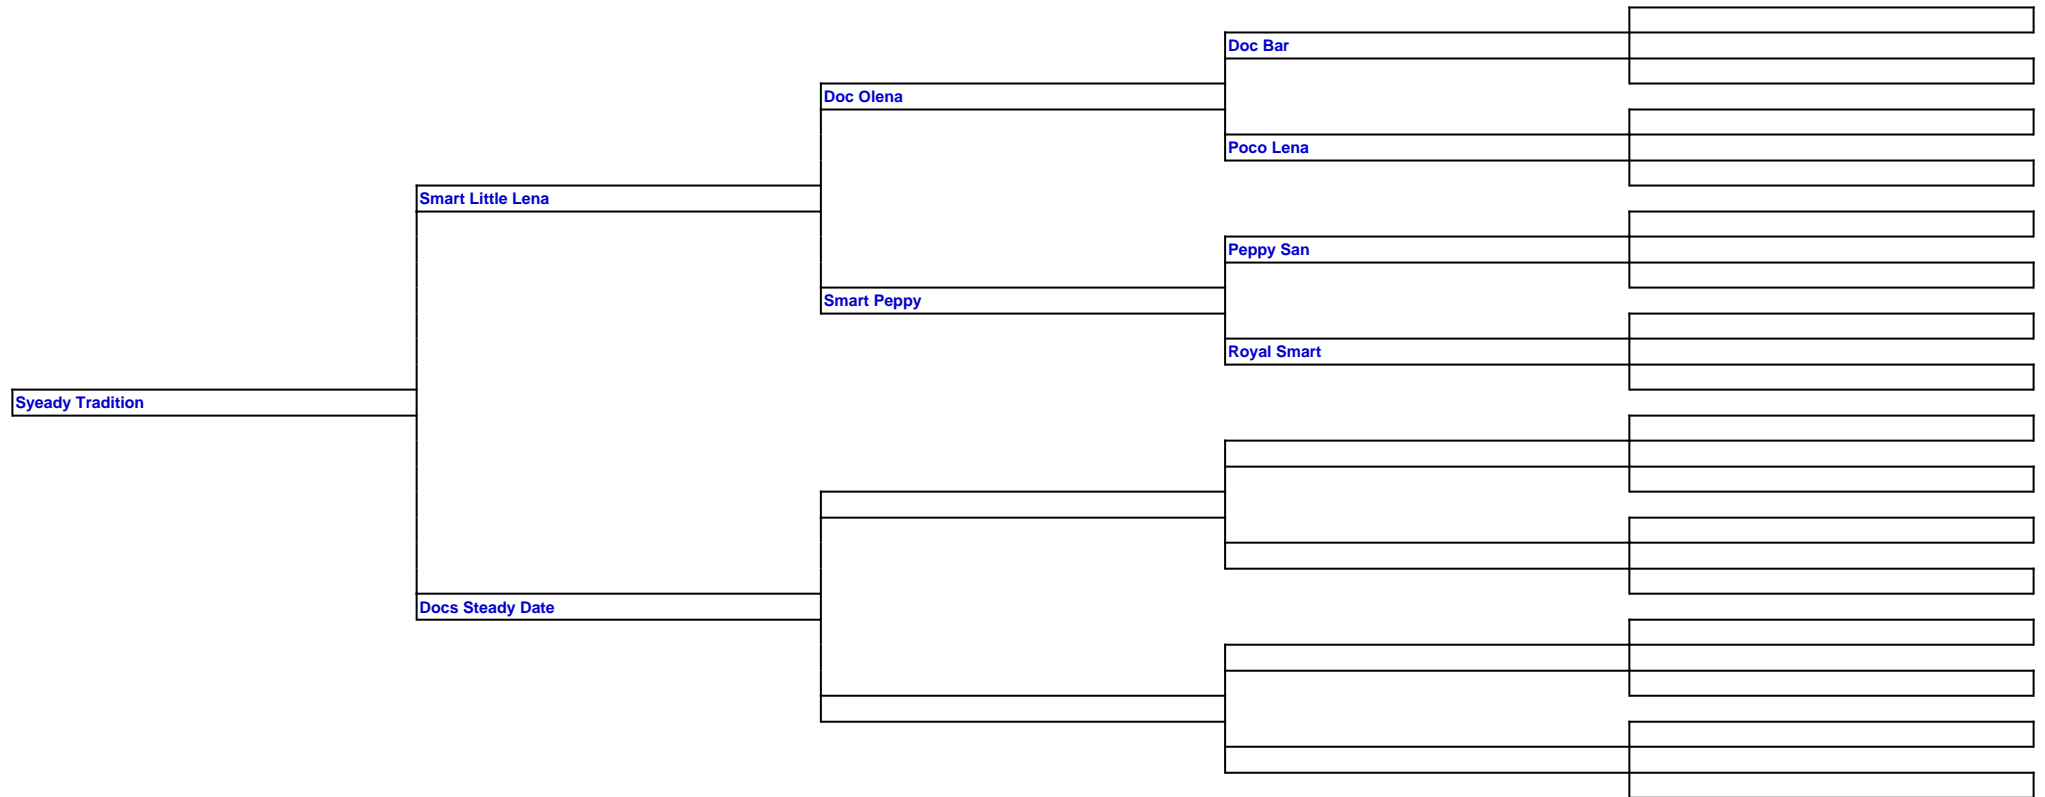 Doc Bar
Doc Olena
Poco Lena
Smart Little Lena
Peppy San
Smart Peppy
Royal Smart
Syeady Tradition
Docs Steady Date